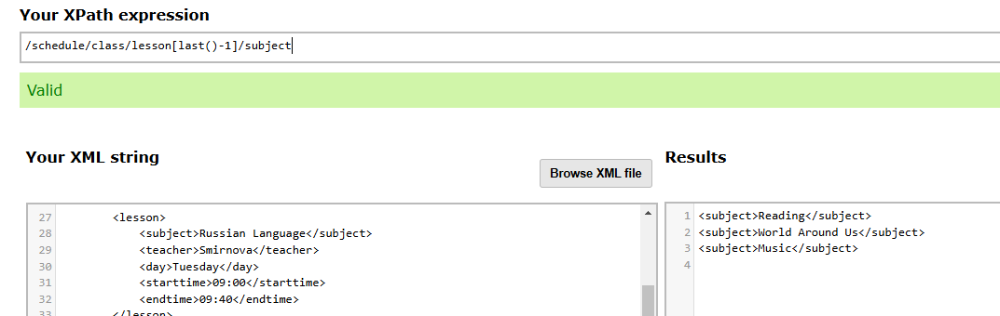 Your XPath expression
/schedule/class/lesson[last()-1]/subject
Valid
Your XML string
Browse XML file
Results
27 <lesson>
28 <subject>Russian Language</subject>
29 <teacher>Smirnova</teacher>
30 <day>Tuesday</day>
31 <starttime>09:00</starttime>
32 <endtime>09:40</endtime>
33 </lesson>
1 <subject>Reading</subject>
2 <subject>World Around Us</subject>
3 <subject>Music</subject>
4